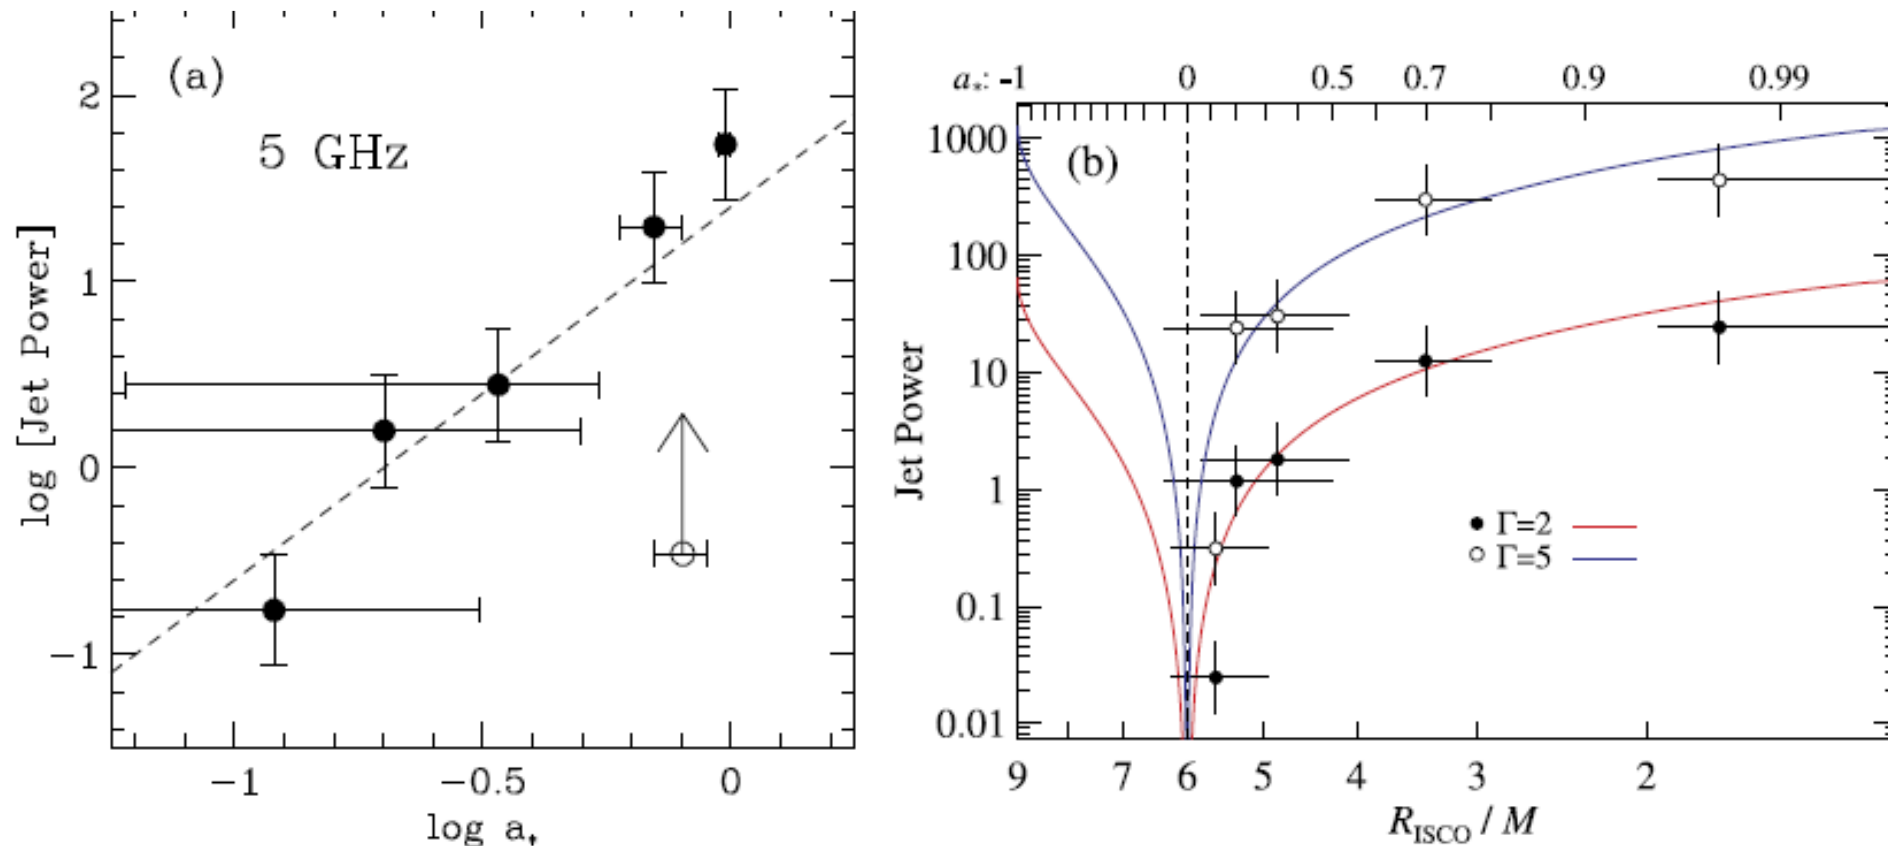 (a)
5 GHz
log [Jet Power]
2
1
0
−1
−1
−0.5
0
log a*
a*: -1
0
0.5
0.7
0.9
0.99
(b)
Jet Power
1000
100
10
1
0.1
0.01
Γ=2
Γ=5
9
7
6
5
4
3
2
R_ISCO / M